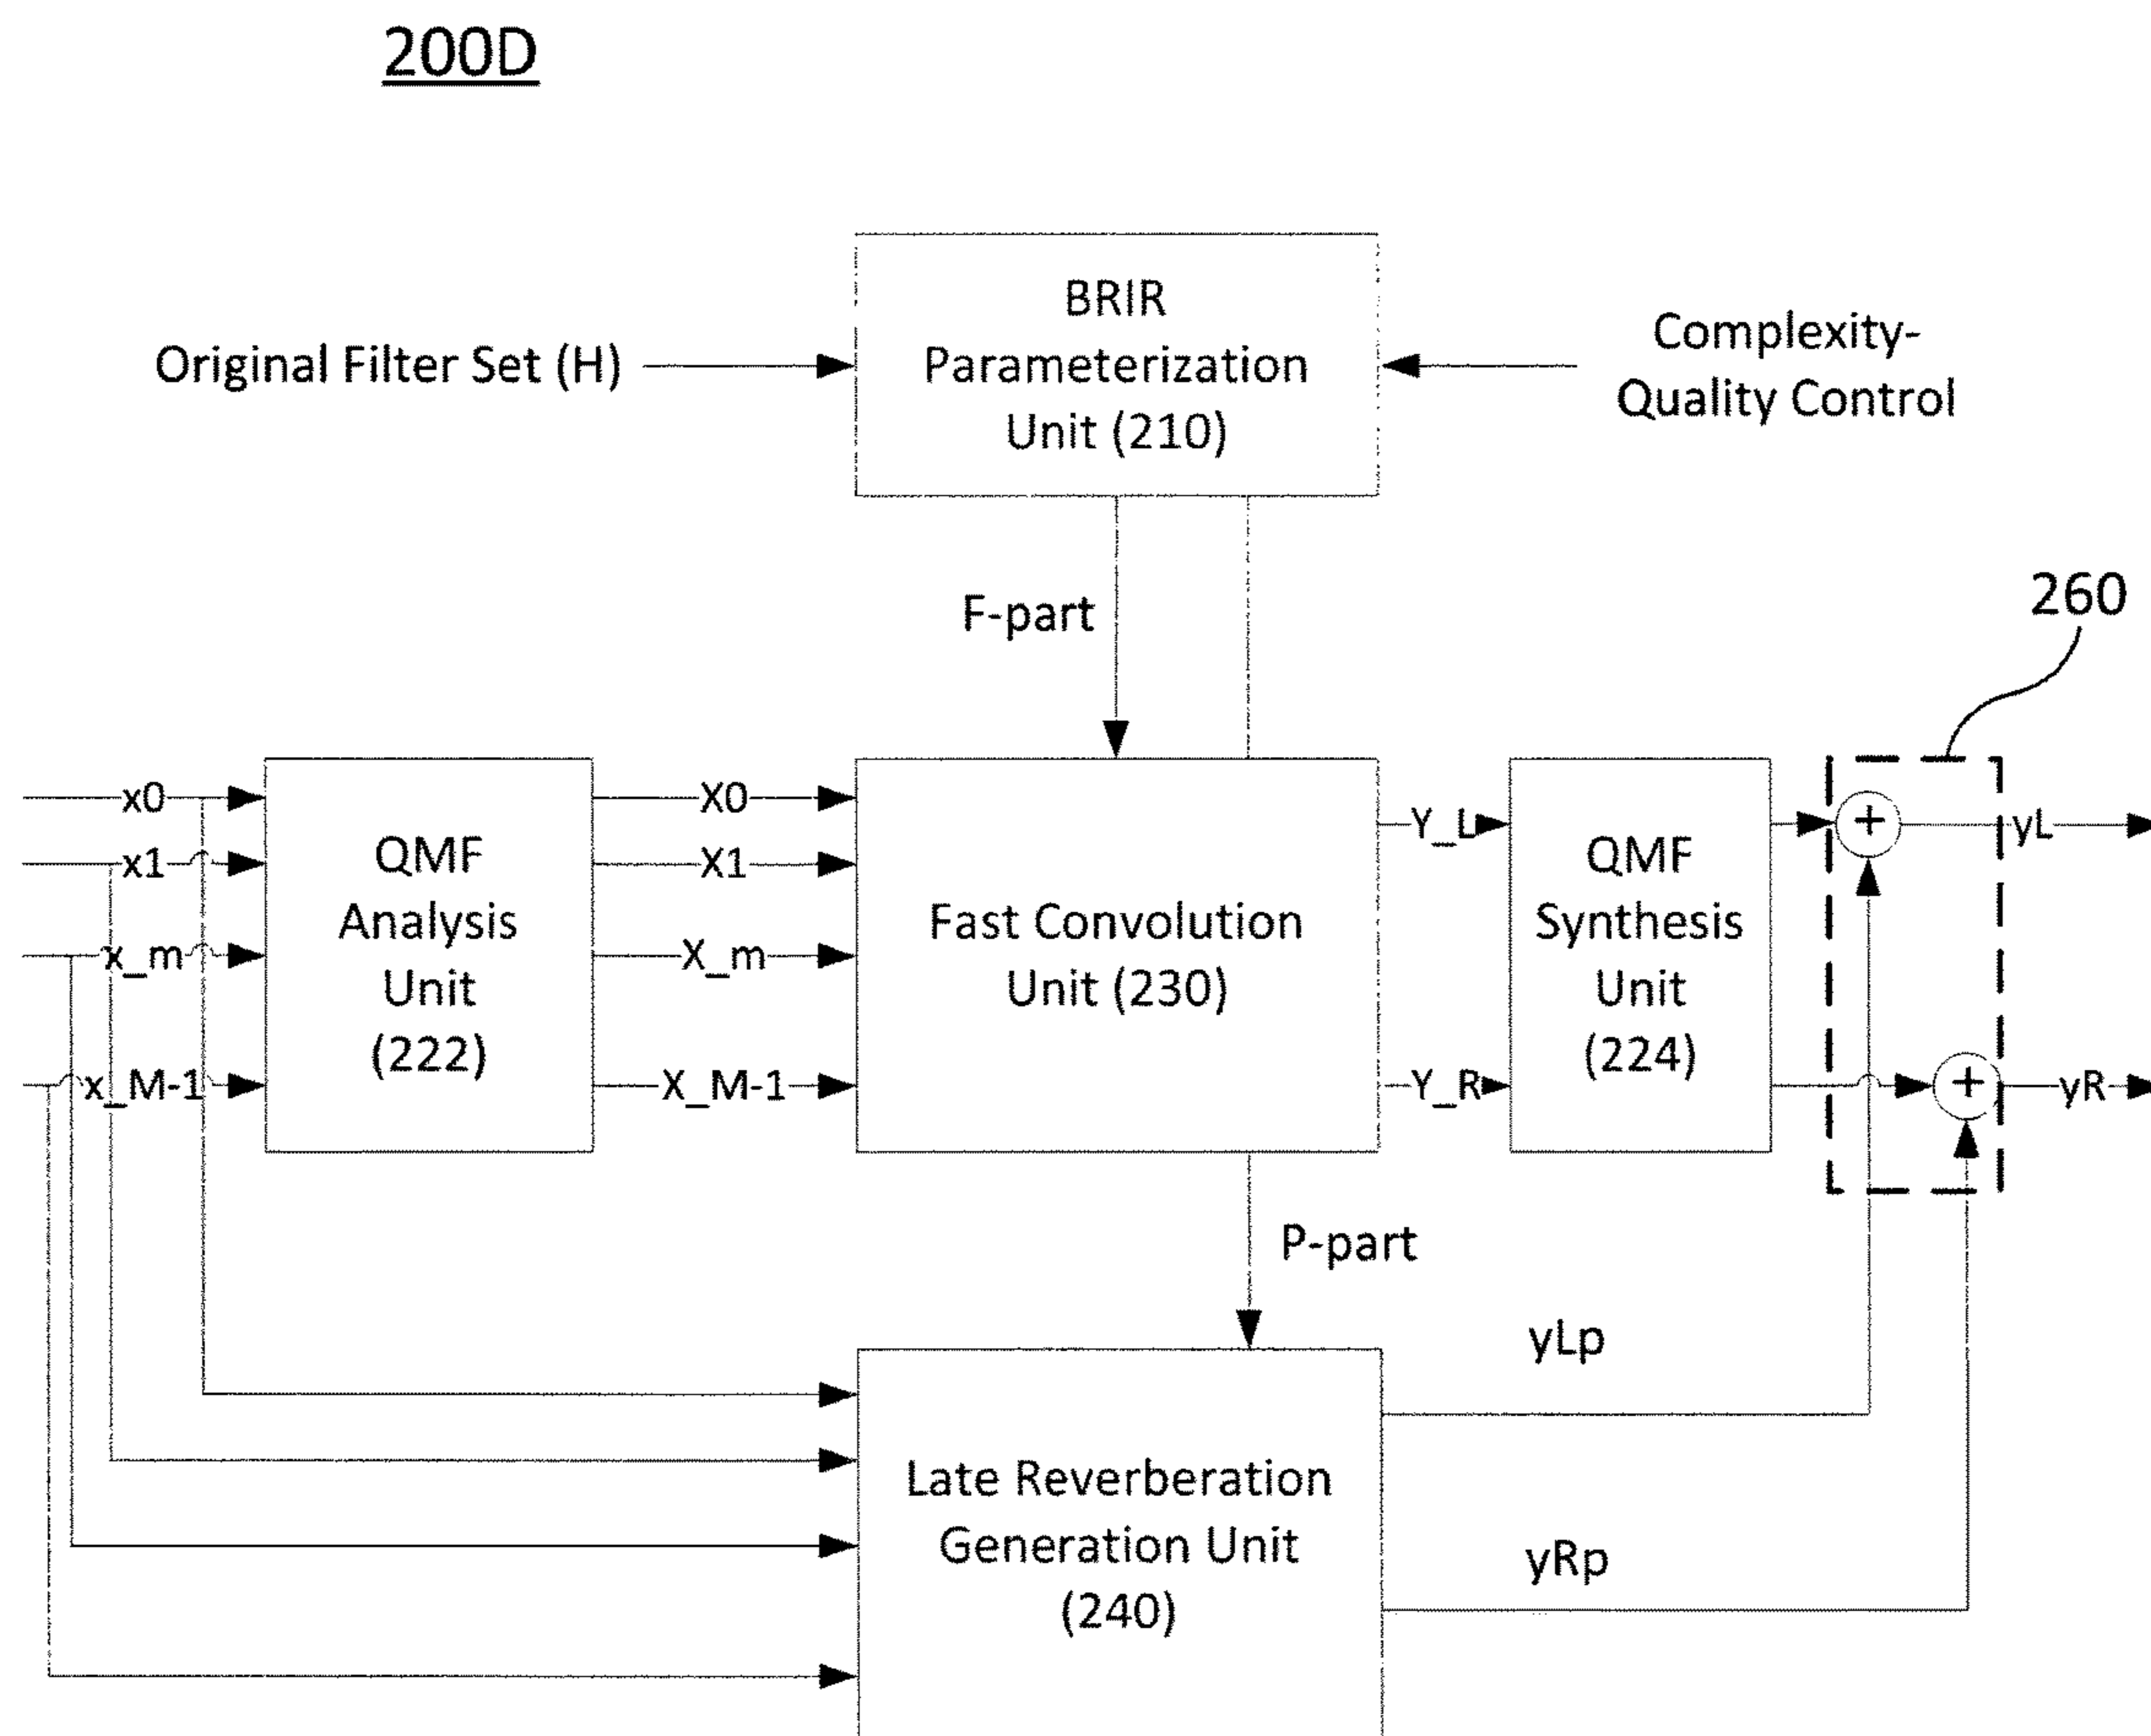 200D
BRIR
Parameterization
Unit (210)
Original Filter Set (H)
Complexity-
Quality Control
F-part
260
x0
x1
x_m
x_M-1
QMF
Analysis
Unit
(222)
X0
X1
X_m
X_M-1
Fast Convolution
Unit (230)
Y_L
Y_R
QMF
Synthesis
Unit
(224)
+
yL
+
yR
P-part
yLp
Late Reverberation
Generation Unit
(240)
yRp